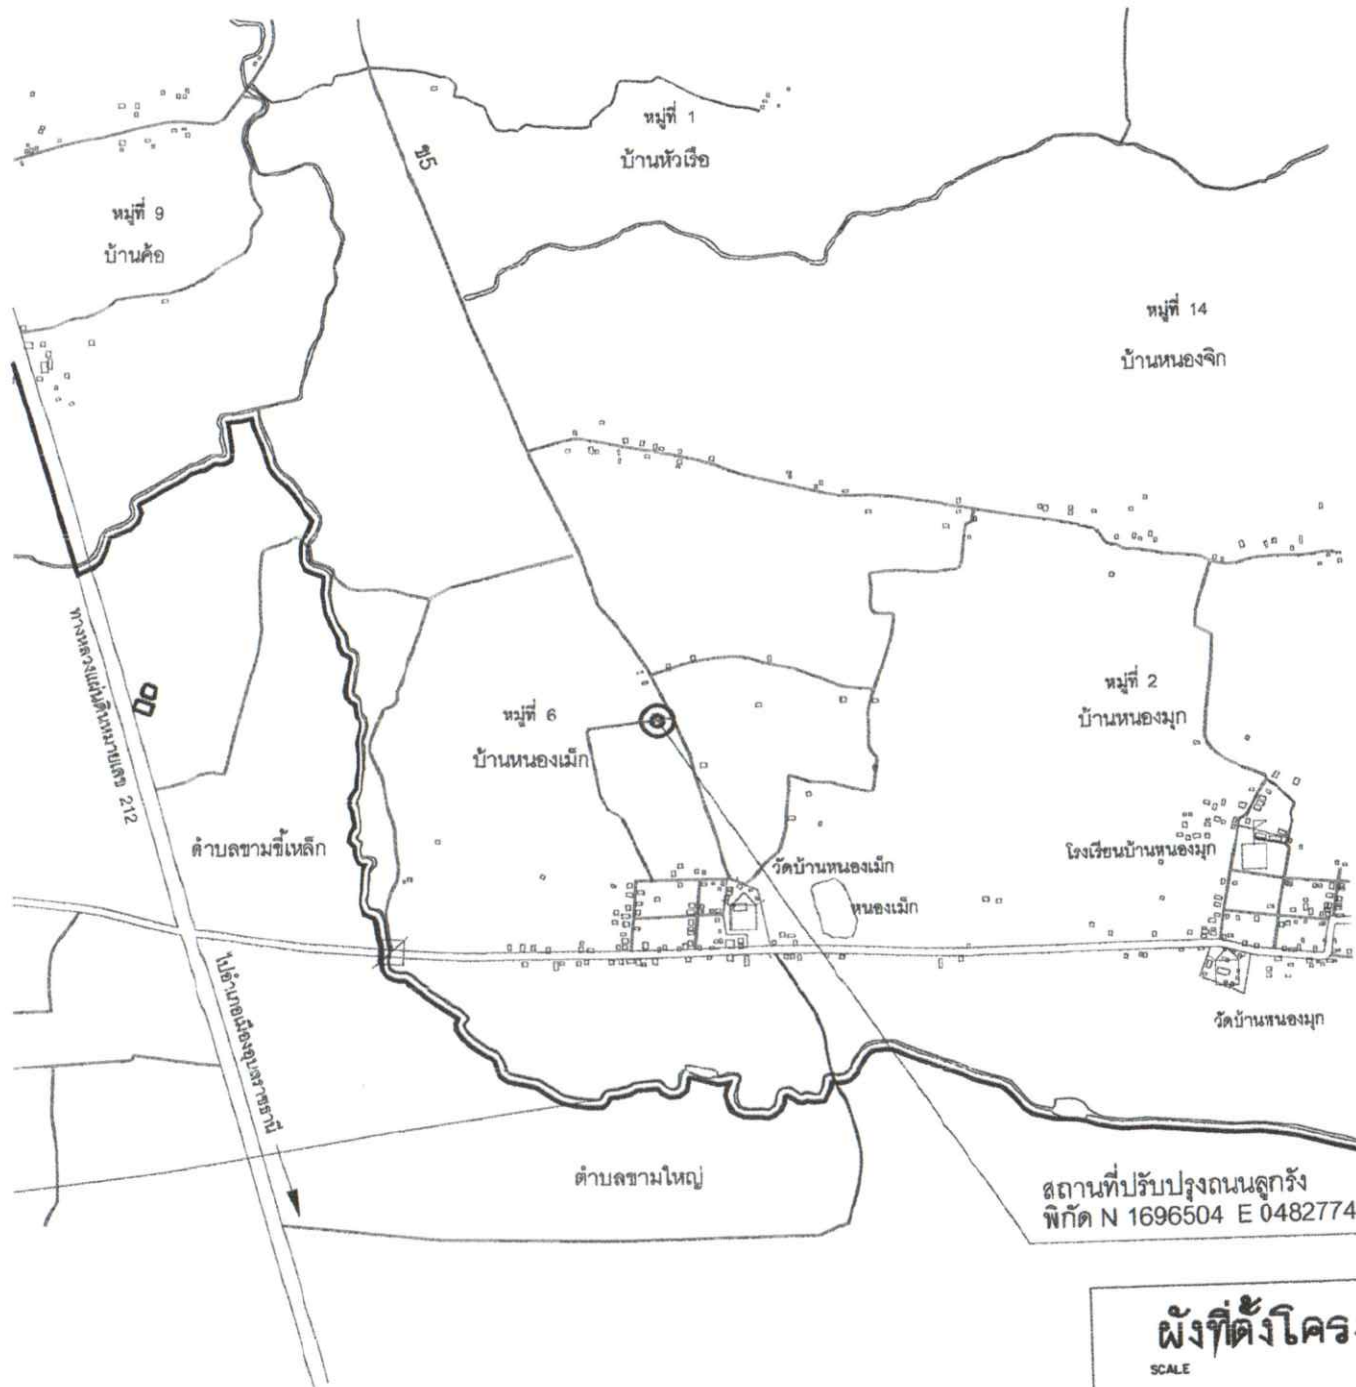 หมู่ที่ 1
บ้านหัวเรือ
หมู่ที่ 9
บ้านค้อ
หมู่ที่ 14
บ้านหนองจิก
หมู่ที่ 2
บ้านหนองมุก
หมู่ที่ 6
บ้านหนองเม็ก
ทางหลวงแผ่นดินหมายเลข 212
ตำบลขามขี้เหล็ก
โรงเรียนบ้านหนองมุก
วัดบ้านหนองเม็ก
หนองเม็ก
ไปอำเภอเมืองอุบลราชธานี
วัดบ้านหนองมุก
ตำบลขามใหญ่
สถานที่ปรับปรุงถนนลูกรัง
พิกัด N 1696504 E 0482774
ผังที่ตั้งโคร
SCALE